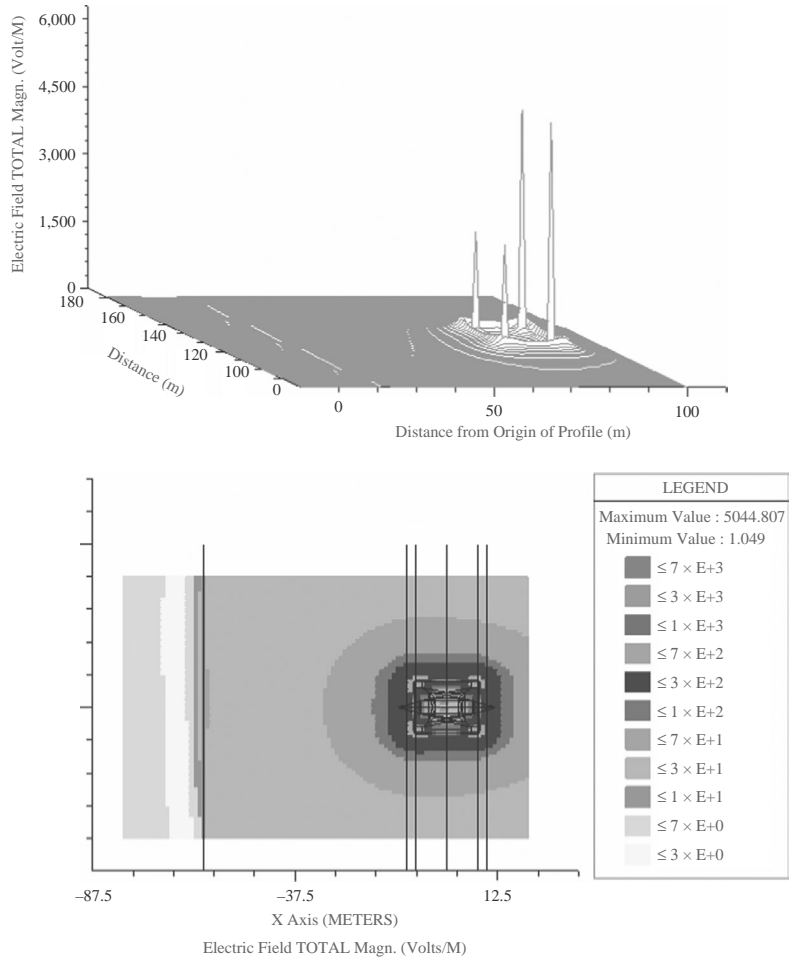 Electric Field TOTAL Magn. (Volt/M)
6,300
4,500
3,000
1,500
0
180
160
140
120
100
0
Distance (m)
0
50
100
Distance from Origin of Profile (m)
LEGEND
Maximum Value : 5044.807
Minimum Value : 1.049
≤ 7 × E+3
≤ 3 × E+3
≤ 1 × E+3
≤ 7 × E+2
≤ 3 × E+2
≤ 1 × E+2
≤ 7 × E+1
≤ 3 × E+1
≤ 1 × E+1
≤ 7 × E+0
≤ 3 × E+0
–87.5
–37.5
12.5
X Axis (METERS)
Electric Field TOTAL Magn. (Volts/M)